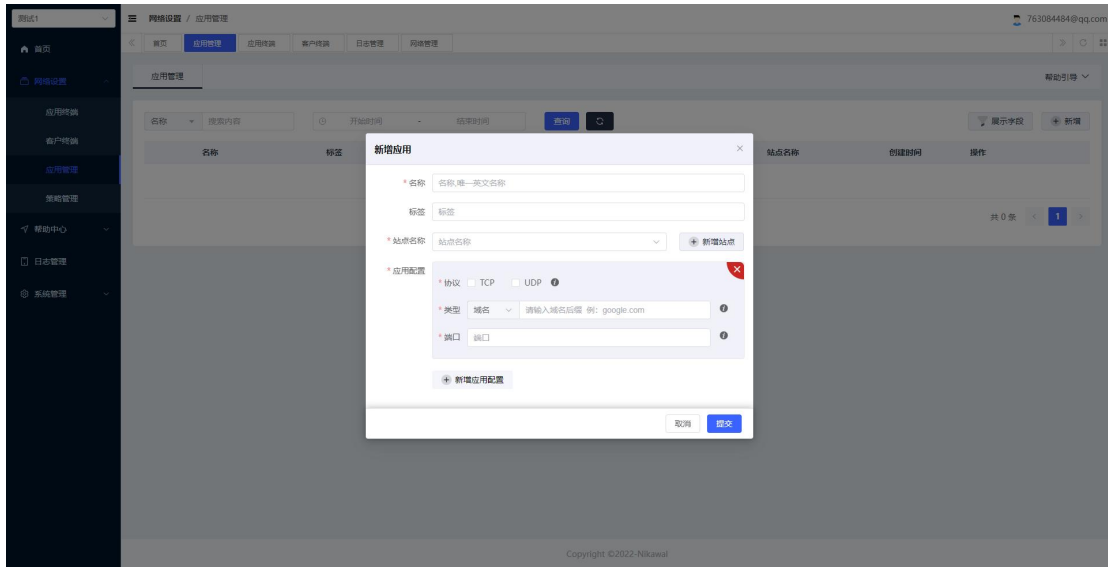 测试1
网络设置 / 应用管理
763084484@qq.com
首页
应用管理
应用终端
客户终端
日志管理
网络管理
首页
网络设置
应用终端
客户终端
应用管理
策略管理
帮助中心
日志管理
系统管理
应用管理
帮助引导
名称
搜索内容
开始时间 - 结束时间
查询
展示字段
新增
名称
标签
站点名称
创建时间
操作
共 0 条
1
新增应用
* 名称 名称,唯一英文名称
标签 标签
* 站点名称 站点名称
新增站点
* 应用配置
* 协议 TCP UDP
* 类型 域名 请输入域名后缀 例：google.com
* 端口 端口
新增应用配置
取消
提交
Copyright ©2022-Nikawal